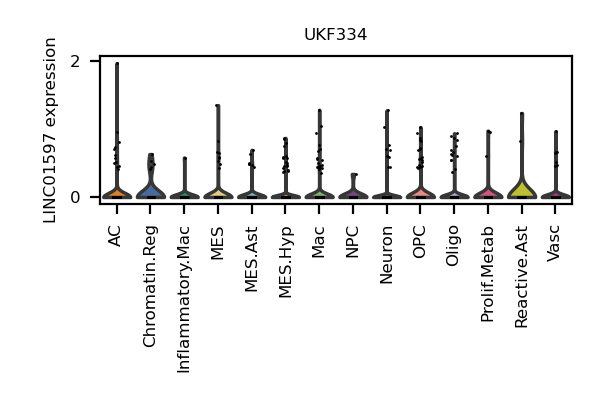 UKF334
LINC01597 expression
2
0
AC
Chromatin.Reg
Inflammatory.Mac
MES
MES.Ast
MES.Hyp
Mac
NPC
Neuron
OPC
Oligo
Prolif.Metab
Reactive.Ast
Vasc